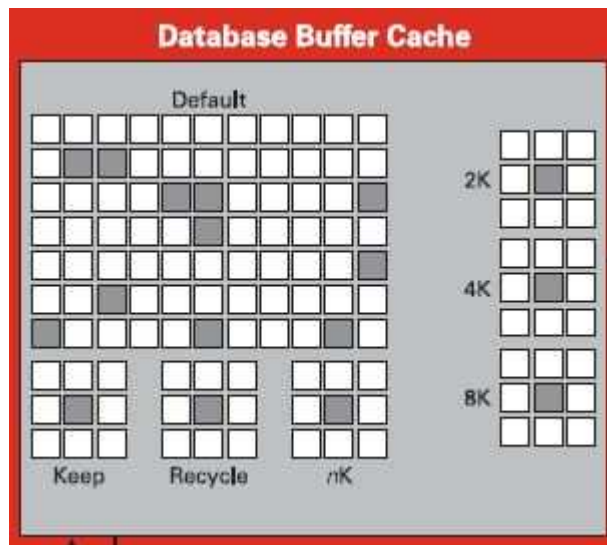 Database Buffer Cache
Default
2K
4K
8K
Keep
Recycle
nK